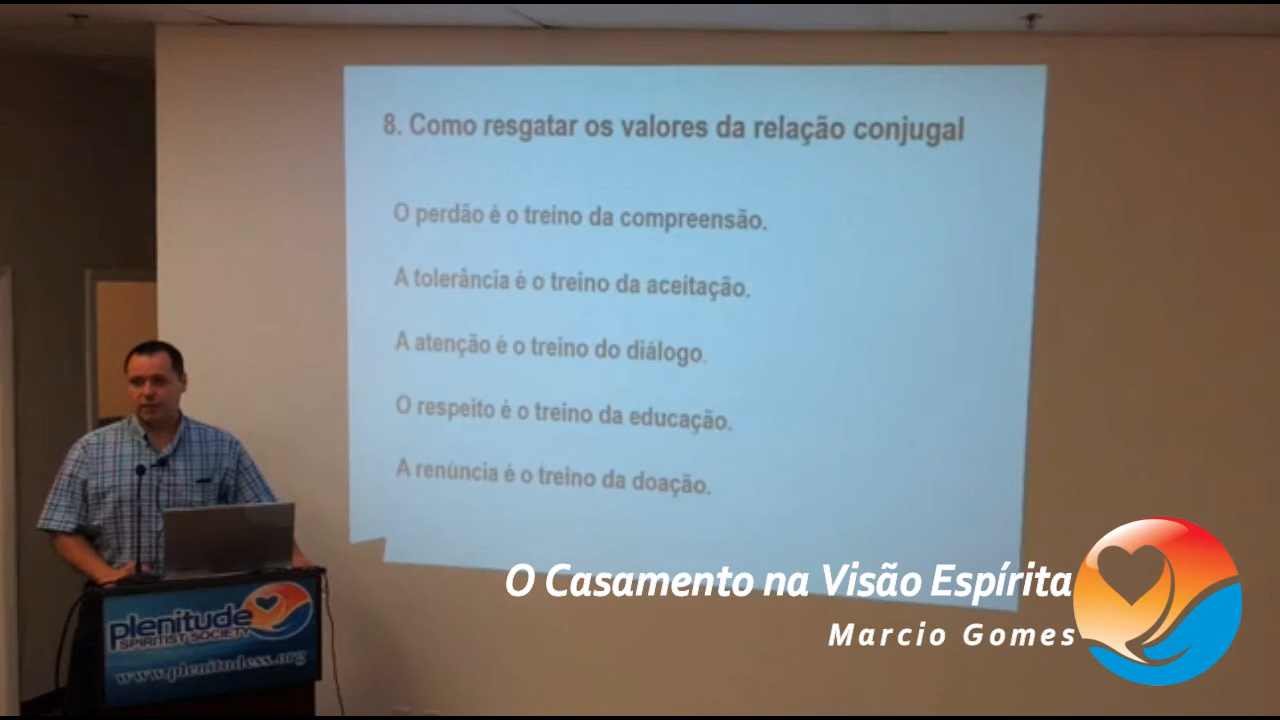 8. Como resgatar os valores da relação conjugal
O perdão é o treino da compreensão.
A tolerância é o treino da aceitação.
A atenção é o treino do diálogo.
O respeito é o treino da educação.
A renúncia é o treino da doação.
O Casamento na Visão Espírita
Marcio Gomes
plenitude
SPIRITIST SOCIETY
www.plenitudess.org